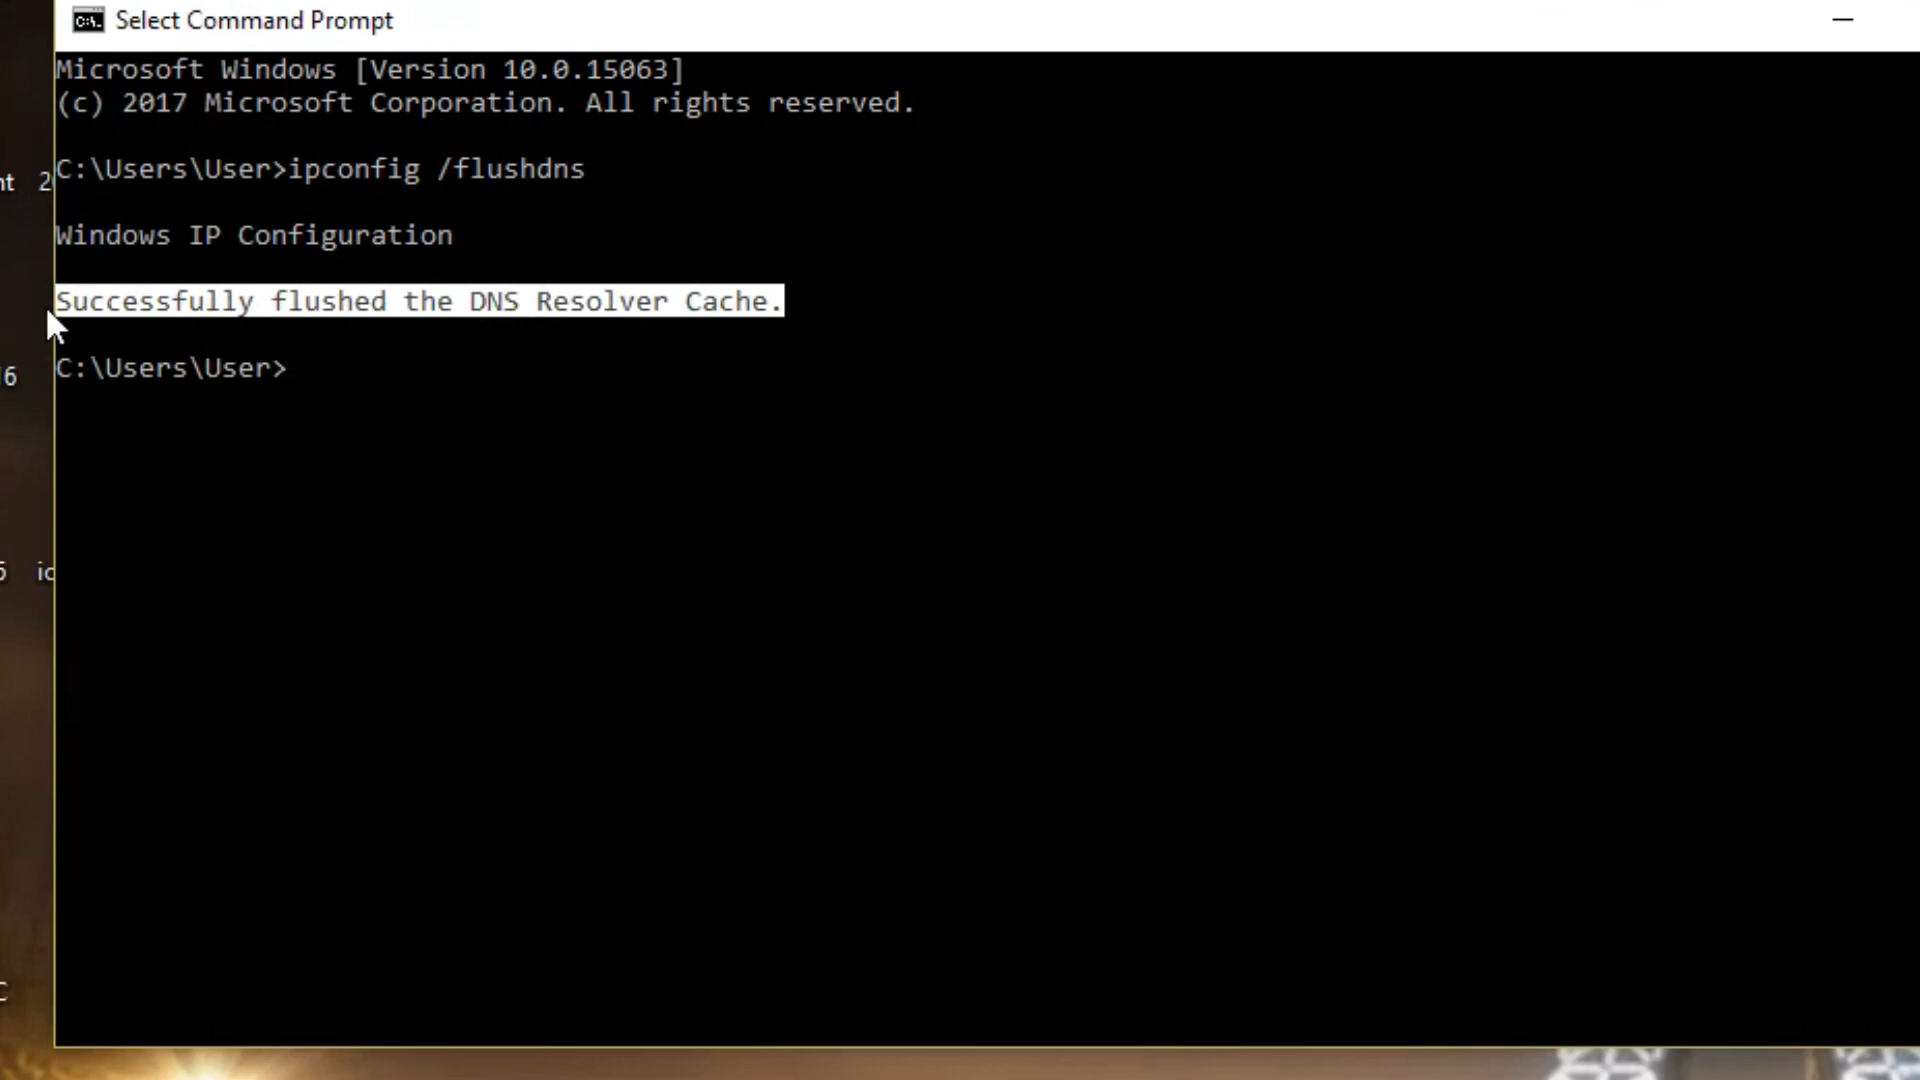 Select Command Prompt
Microsoft Windows [Version 10.0.15063]
(c) 2017 Microsoft Corporation. All rights reserved.
C:\Users\User>ipconfig /flushdns
Windows IP Configuration
Successfully flushed the DNS Resolver Cache.
C:\Users\User>